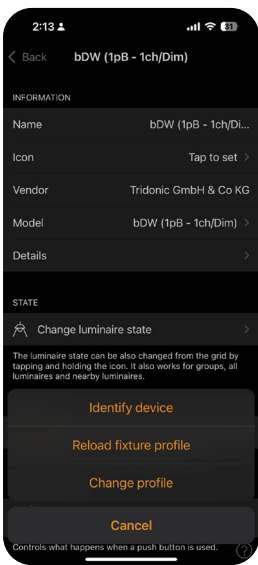 2:13
31
Back
bDW (1pB - 1ch/Dim)
INFORMATION
Name
bDW (1pB - 1ch/Di...
Icon
Tap to set
Vendor
Tridonic GmbH & Co KG
Model
bDW (1pB - 1ch/Dim)
Details
STATE
Change luminaire state
The luminaire state can be also changed from the grid by
tapping and holding the icon. It also works for groups, all
luminaires and nearby luminaires.
Identify device
Reload fixture profile
Change profile
Cancel
Controls what happens when a push button is used.
?